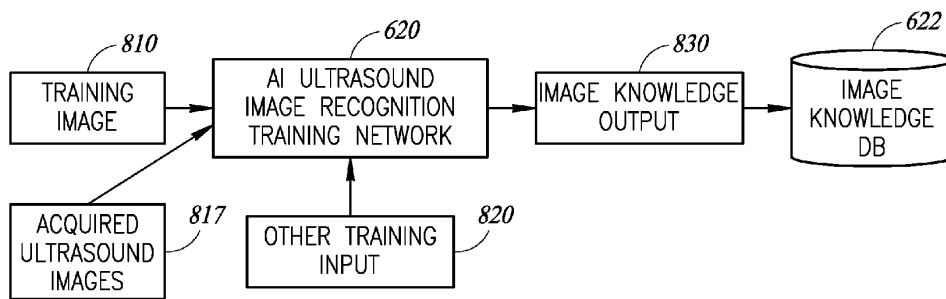 810
TRAINING
IMAGE
620
AI ULTRASOUND
IMAGE RECOGNITION
TRAINING NETWORK
830
IMAGE KNOWLEDGE
OUTPUT
622
IMAGE
KNOWLEDGE
DB
ACQUIRED
ULTRASOUND
IMAGES
817
OTHER TRAINING
INPUT
820